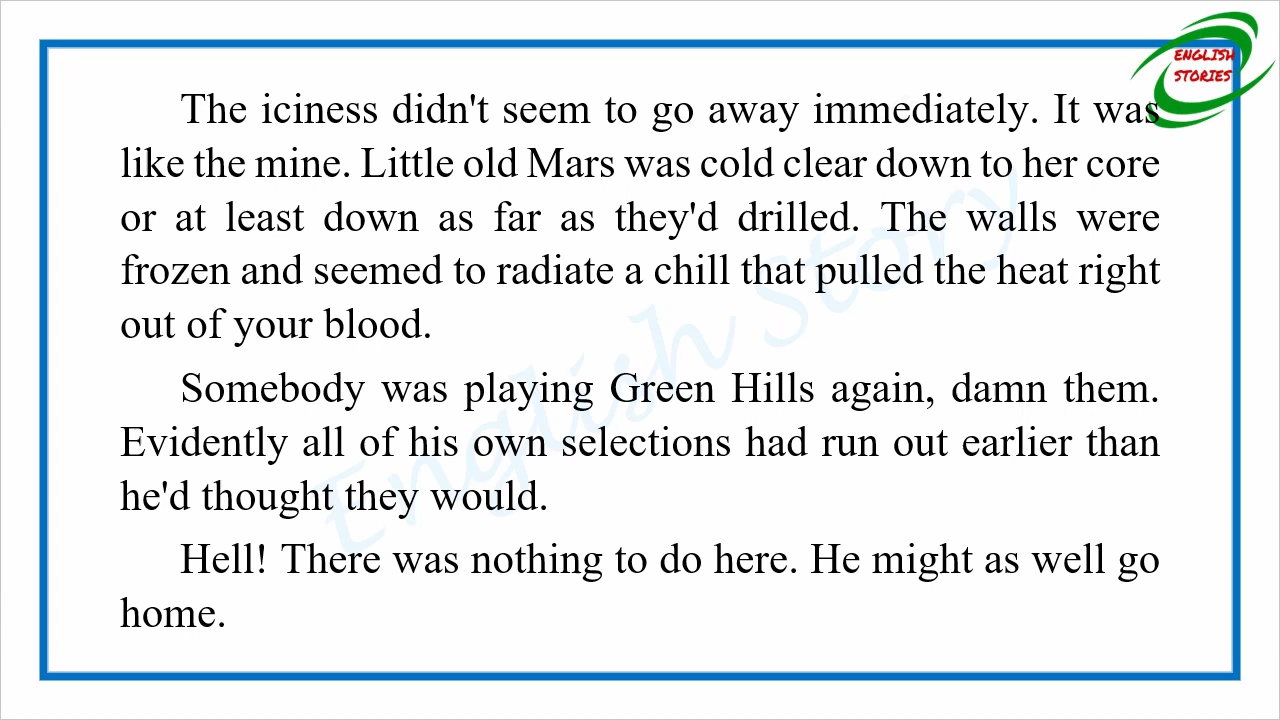 ENGLISH
STORIES
The iciness didn't seem to go away immediately. It was
like the mine. Little old Mars was cold clear down to her core
or at least down as far as they'd drilled. The walls were
frozen and seemed to radiate a chill that pulled the heat right
out of your blood.
Somebody was playing Green Hills again, damn them.
Evidently all of his own selections had run out earlier than
he'd thought they would.
Hell! There was nothing to do here. He might as well go
home.
English Story